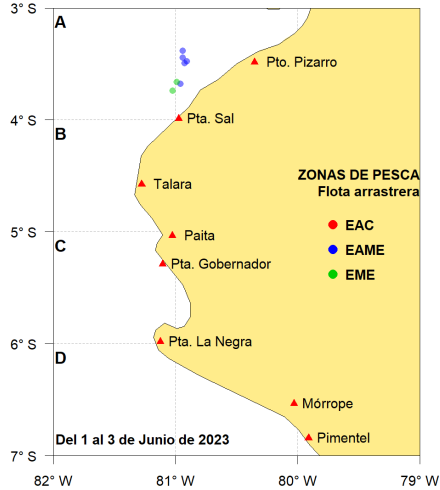 3° S
A
Pto. Pizarro
4° S
Pta. Sal
B
ZONAS DE PESCA
Flota arrastrera
Talara
EAC
5° S
Paita
EAME
C
Pta. Gobernador
EME
6° S
Pta. La Negra
D
Mórrope
Del 1 al 3 de Junio de 2023
Pimentel
7° S
82° W
81° W
80° W
79° W